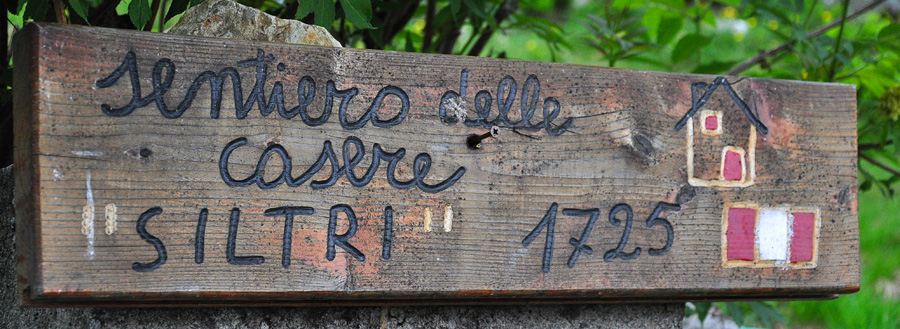 sentiero delle
casere
"SILTRI" 1725